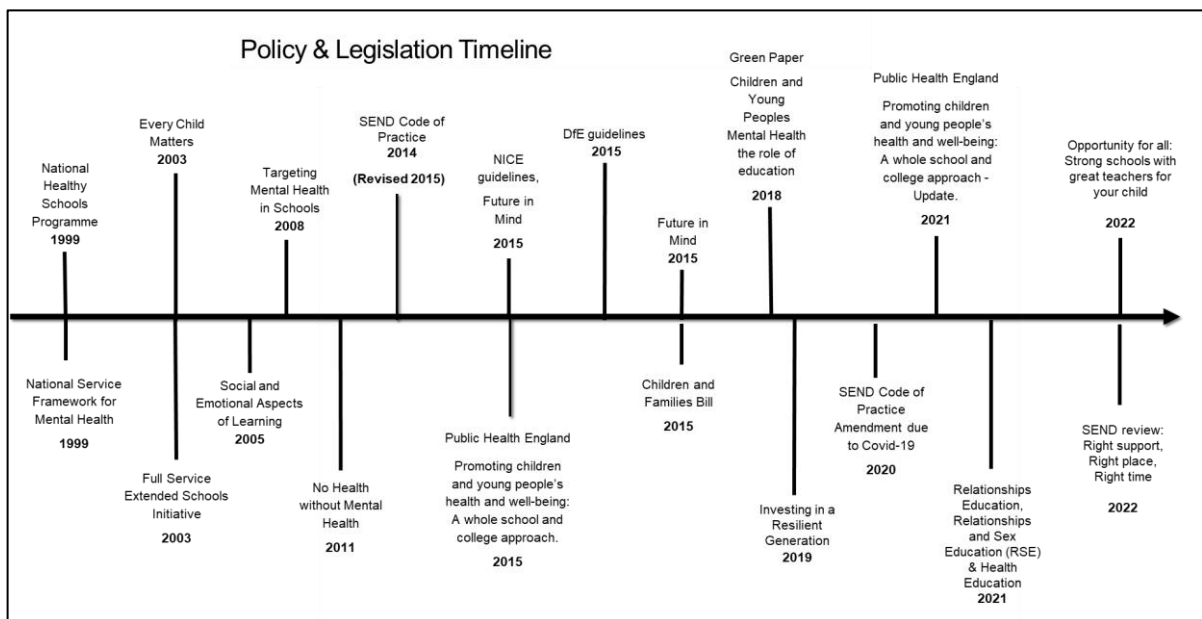 Policy & Legislation Timeline
National
Healthy
Schools
Programme
1999
Every Child
Matters
2003
Targeting
Mental Health
in Schools
2008
SEND Code of
Practice
2014
(Revised 2015)
NICE
guidelines,
Future in
Mind
2015
DfE guidelines
2015
Future in
Mind
2015
Green Paper
Children and
Young
Peoples
Mental Health
the role of
education
2018
Public Health England
Promoting children
and young people's
health and well-being:
A whole school and
college approach -
Update.
2021
Opportunity for all:
Strong schools with
great teachers for
your child
2022
National Service
Framework for
Mental Health
1999
Full Service
Extended Schools
Initiative
2003
Social and
Emotional Aspects
of Learning
2005
No Health
without Mental
Health
2011
Public Health England
Promoting children
and young people's
health and well-being:
A whole school and
college approach.
2015
Children and
Families Bill
2015
Investing in a
Resilient
Generation
2019
SEND Code of
Practice
Amendment due
to Covid-19
2020
Relationships
Education,
Relationships
and Sex
Education (RSE)
& Health
Education
2021
SEND review:
Right support,
Right place,
Right time
2022